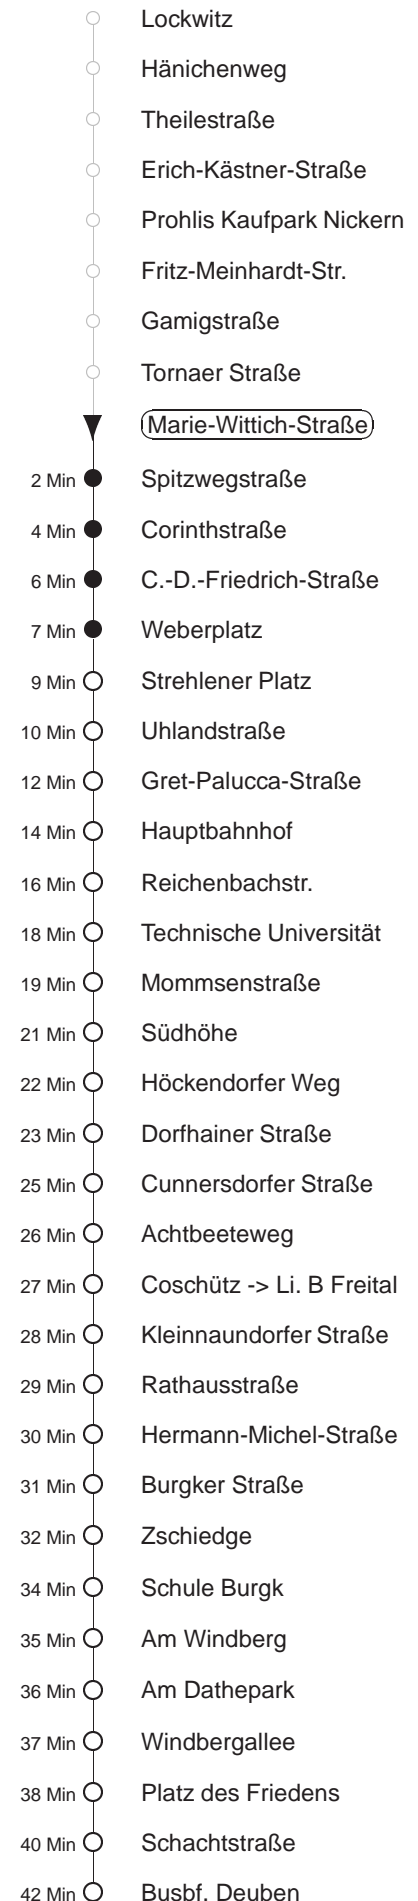 Lockwitz
Hänichenweg
Theilestraße
Erich-Kästner-Straße
Prohlis Kaufpark Nickern
Fritz-Meinhardt-Str.
Gamigstraße
Tornaer Straße
Marie-Wittich-Straße
2 Min Spitzwegstraße
4 Min Corinthstraße
6 Min C.-D.-Friedrich-Straße
7 Min Weberplatz
9 Min Strehlener Platz
10 Min Uhlandstraße
12 Min Gret-Palucca-Straße
14 Min Hauptbahnhof
16 Min Reichenbachstr.
18 Min Technische Universität
19 Min Mommsenstraße
21 Min Südhöhe
22 Min Höckendorfer Weg
23 Min Dorfhainer Straße
25 Min Cunnersdorfer Straße
26 Min Achtbeeteweg
27 Min Coschütz -> Li. B Freital
28 Min Kleinnaundorfer Straße
29 Min Rathausstraße
30 Min Hermann-Michel-Straße
31 Min Burgker Straße
32 Min Zschiedge
34 Min Schule Burgk
35 Min Am Windberg
36 Min Am Dathepark
37 Min Windbergallee
38 Min Platz des Friedens
40 Min Schachtstraße
42 Min Busbf. Deuben